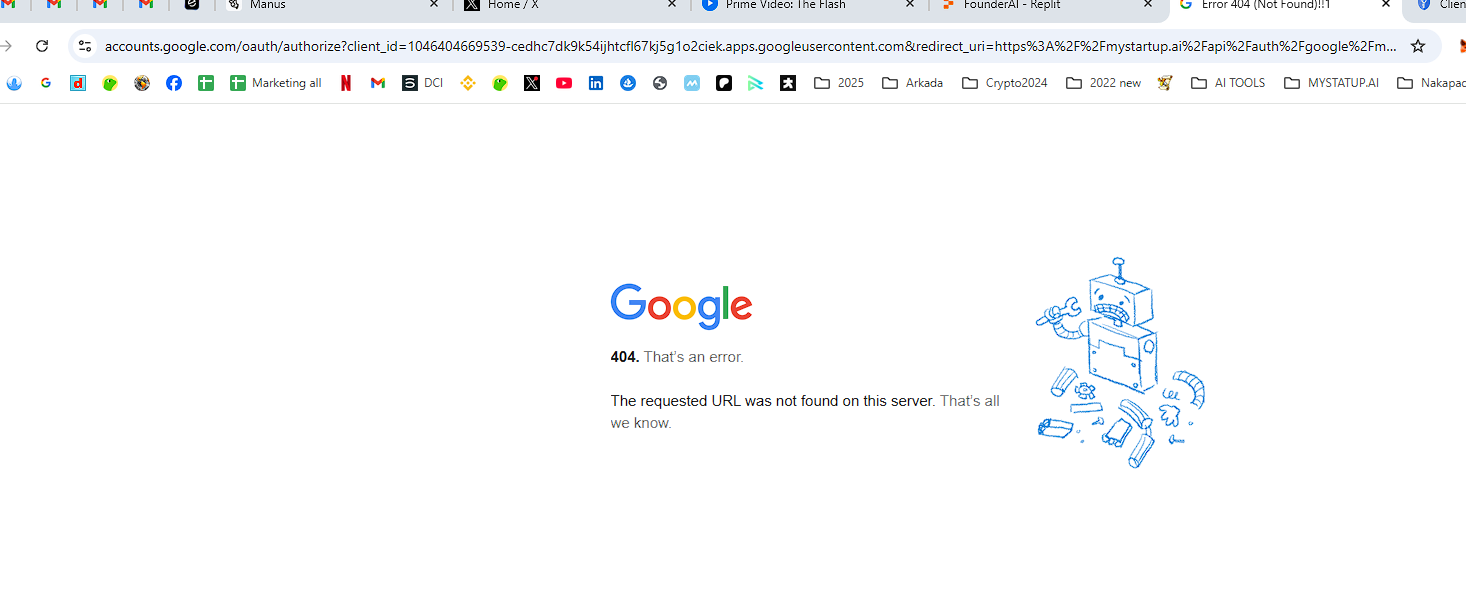 Manus
Home / X
Prime Video: The Flash
FounderAI - Replit
Error 404 (Not Found)!!1
Clien
accounts.google.com/oauth/authorize?client_id=1046404669539-cedhc7dk9k54ijhtcfl67kj5g1o2ciek.apps.googleusercontent.com&redirect_uri=https%3A%2F%2Fmystartup.ai%2Fapi%2Fauth%2Fgoogle%2Fm...
Marketing all
DCI
2025
Arkada
Crypto2024
2022 new
AI TOOLS
MYSTATUP.AI
Nakapac
Google
404. That's an error.
The requested URL was not found on this server. That's all
we know.